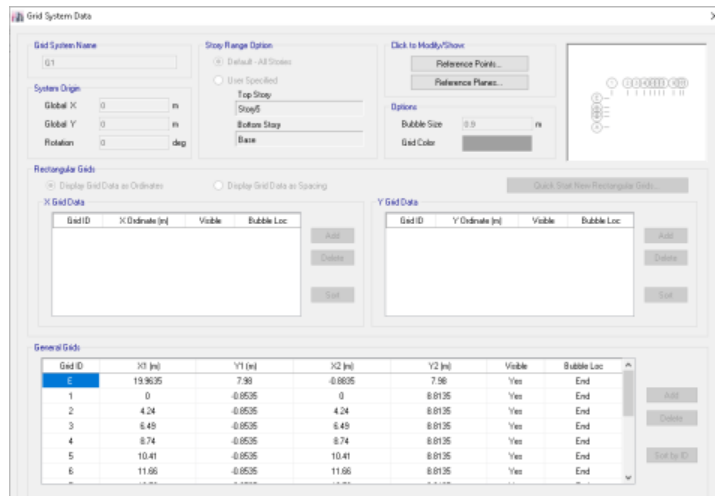 Grid System Data
Grid System Name
G1
System Origin
Global X 0 m
Global Y 0 m
Rotation 0 deg
Story Range Option
Default - All Stories
User Specified
Top Story
Story5
Bottom Story
Base
Click to Modify/Show:
Reference Points...
Reference Planes...
Options
Bubble Size 0.9 m
Grid Color
Rectangular Grids
Display Grid Data as Ordinates Display Grid Data as Spacing Quick Start New Rectangular Grids...
X Grid Data
Grid ID X Ordinate (m) Visible Bubble Loc
Add
Delete
Sort
Y Grid Data
Grid ID Y Ordinate (m) Visible Bubble Loc
Add
Delete
Sort
General Grids
Grid ID X1 (m) Y1 (m) X2 (m) Y2 (m) Visible Bubble Loc
E 19.9635 7.98 -0.8835 7.98 Yes End
1 0 -0.8535 0 8.8135 Yes End
2 4.24 -0.8535 4.24 8.8135 Yes End
3 6.49 -0.8535 6.49 8.8135 Yes End
4 8.74 -0.8535 8.74 8.8135 Yes End
5 10.41 -0.8535 10.41 8.8135 Yes End
6 11.66 -0.8535 11.66 8.8135 Yes End
Add
Delete
Sort by ID